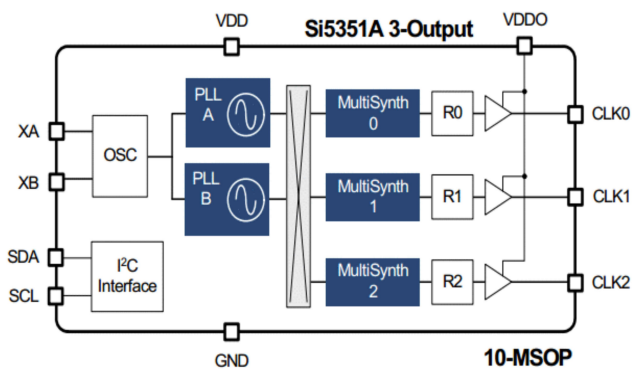 VDD
Si5351A 3-Output
VDDO
PLL
A
MultiSynth
0
R0
CLK0
XA
OSC
XB
PLL
B
MultiSynth
1
R1
CLK1
SDA
I²C
Interface
SCL
MultiSynth
2
R2
CLK2
GND
10-MSOP